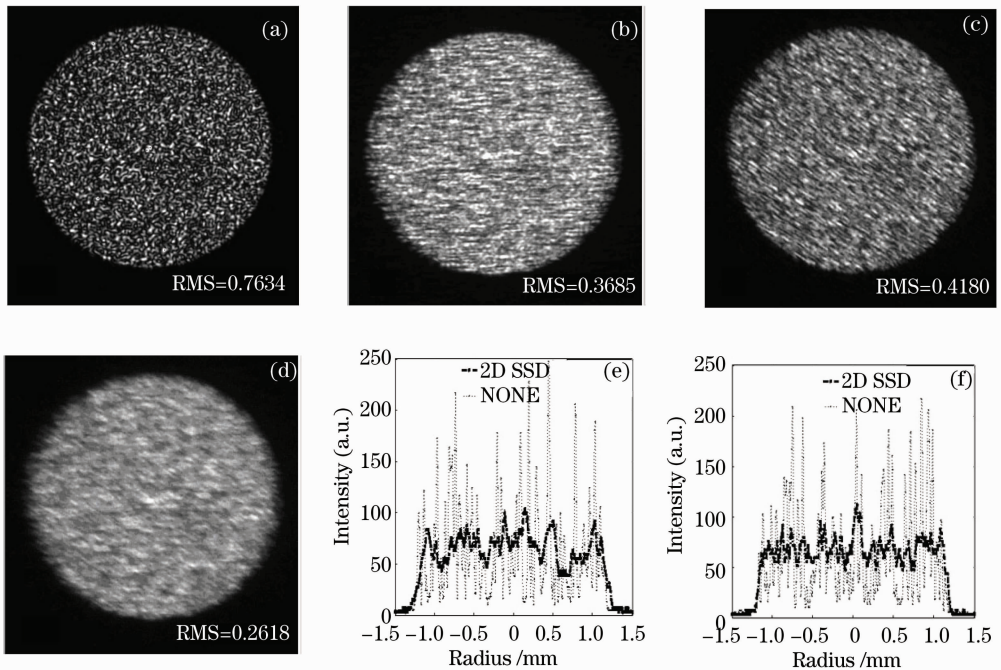 (a)
RMS=0.7634
(b)
RMS=0.3685
(c)
RMS=0.4180
(d)
RMS=0.2618
(e)
2D SSD
NONE
250
200
150
100
50
0
Intensity (a.u.)
−1.5 −1.0 −0.5 0 0.5 1.0 1.5
Radius /mm
(f)
2D SSD
NONE
250
200
150
100
50
0
Intensity (a.u.)
−1.5 −1.0 −0.5 0 0.5 1.0 1.5
Radius /mm